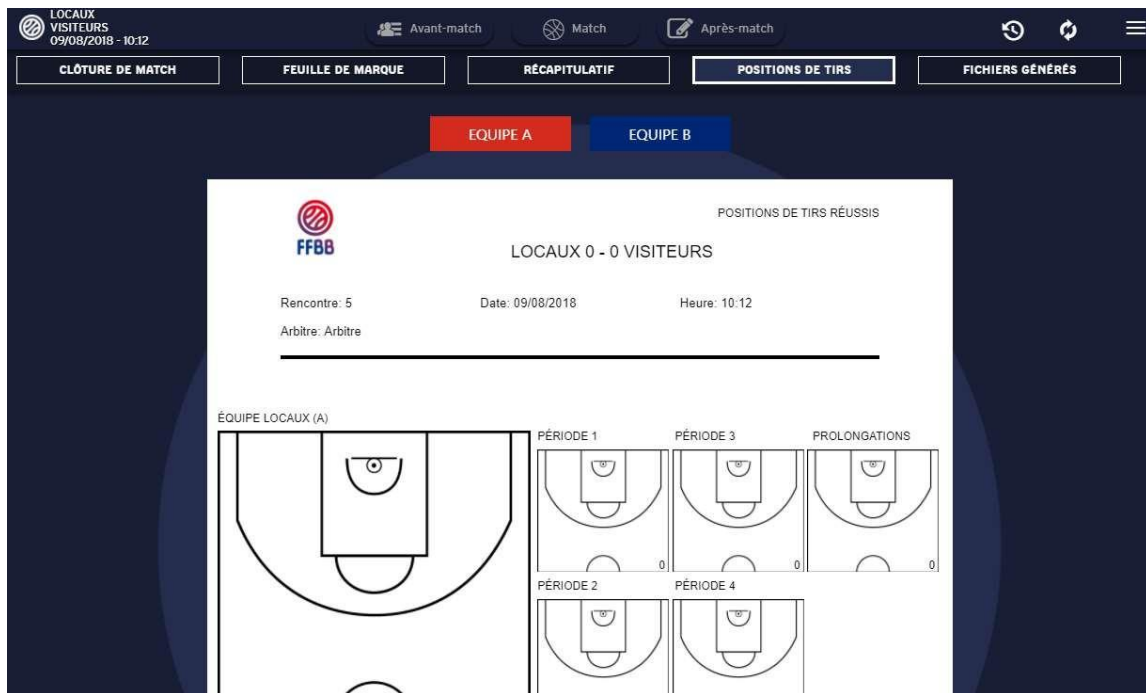 LOCAUX
VISITEURS
09/08/2018 - 10:12
Avant-match
Match
Après-match
CLÔTURE DE MATCH
FEUILLE DE MARQUE
RÉCAPITULATIF
POSITIONS DE TIRS
FICHIERS GÉNÉRÉS
EQUIPE A
EQUIPE B
FFBB
POSITIONS DE TIRS RÉUSSIS
LOCAUX 0 - 0 VISITEURS
Rencontre: 5
Date: 09/08/2018
Heure: 10:12
Arbitre: Arbitre
ÉQUIPE LOCAUX (A)
PÉRIODE 1
PÉRIODE 3
PROLONGATIONS
0
0
0
PÉRIODE 2
PÉRIODE 4